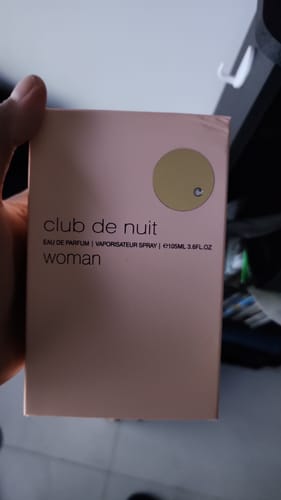 club de nuit
EAU DE PARFUM | VAPORISATEUR SPRAY | ℮105ML 3.6FL.OZ
woman